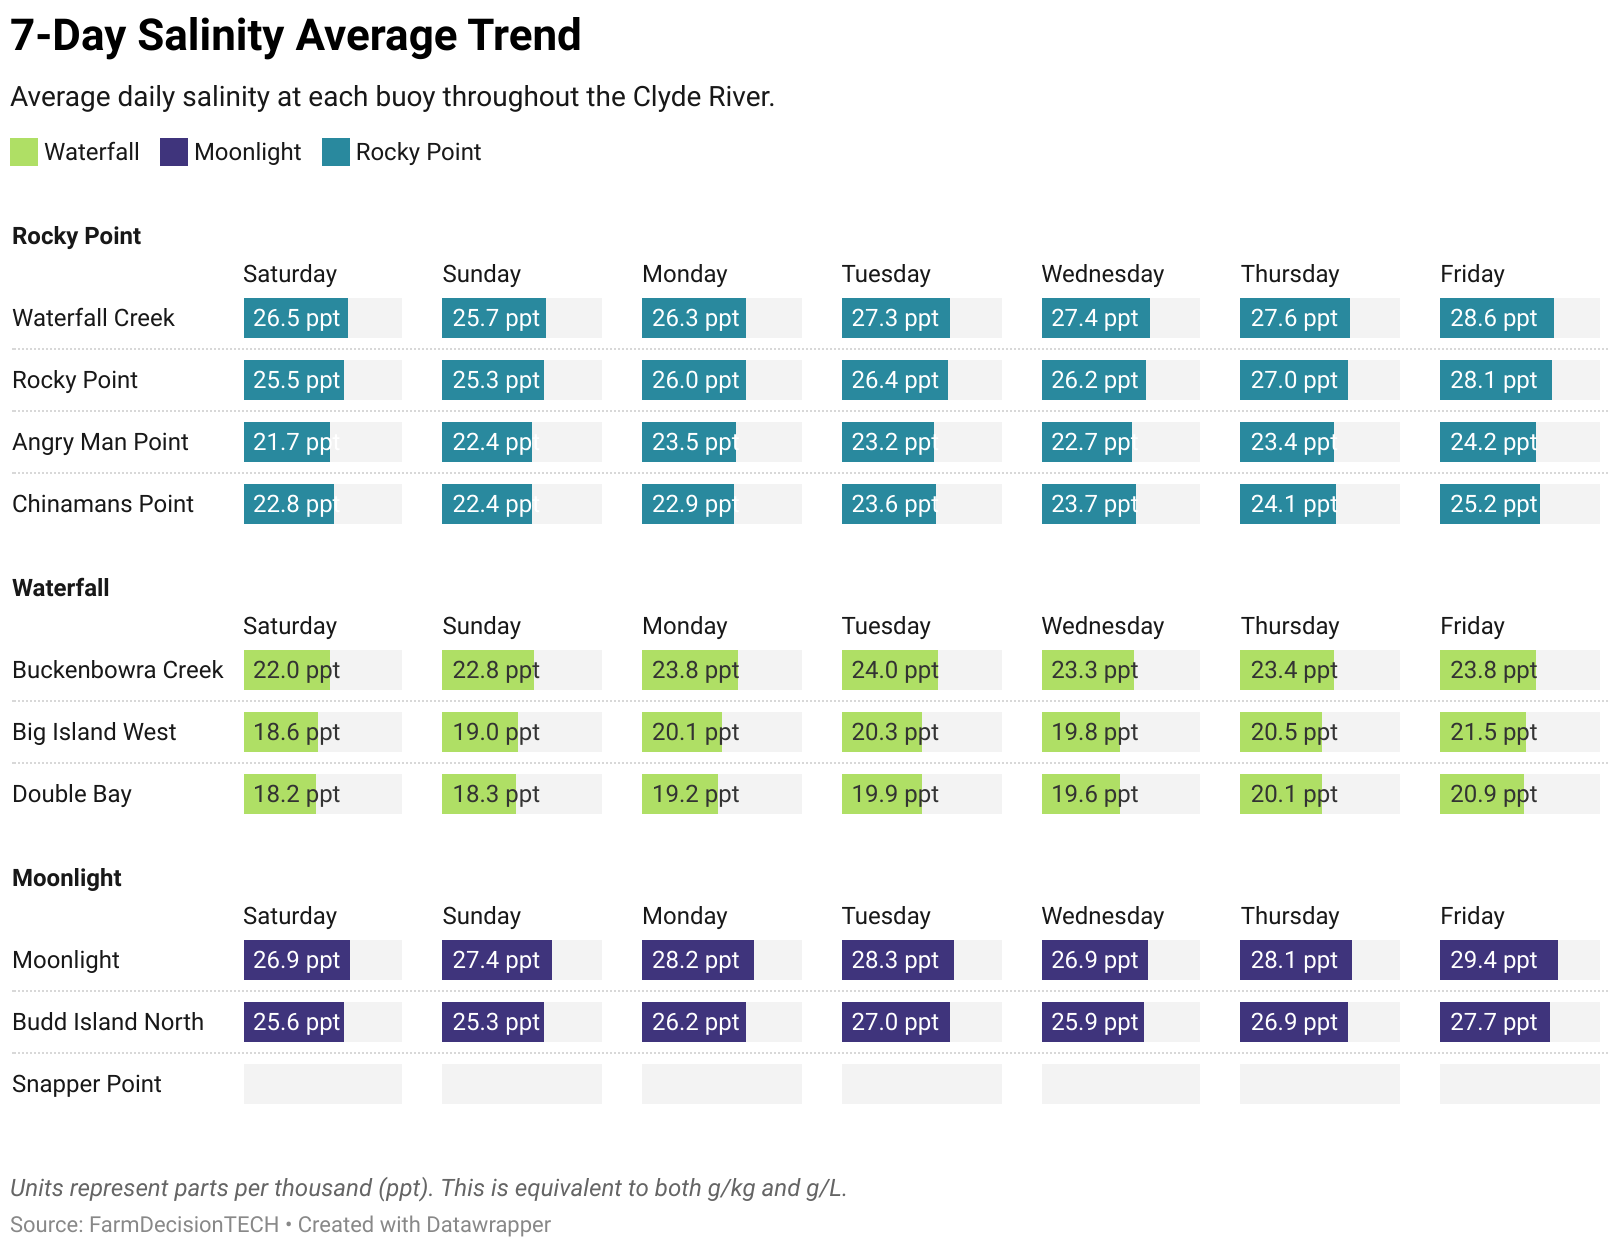 7-Day Salinity Average Trend
Average daily salinity at each buoy throughout the Clyde River.
Waterfall Moonlight Rocky Point
Rocky Point
Saturday Sunday Monday Tuesday Wednesday Thursday Friday
Waterfall Creek 26.5 ppt 25.7 ppt 26.3 ppt 27.3 ppt 27.4 ppt 27.6 ppt 28.6 ppt
Rocky Point 25.5 ppt 25.3 ppt 26.0 ppt 26.4 ppt 26.2 ppt 27.0 ppt 28.1 ppt
Angry Man Point 21.7 ppt 22.4 ppt 23.5 ppt 23.2 ppt 22.7 ppt 23.4 ppt 24.2 ppt
Chinamans Point 22.8 ppt 22.4 ppt 22.9 ppt 23.6 ppt 23.7 ppt 24.1 ppt 25.2 ppt
Waterfall
Saturday Sunday Monday Tuesday Wednesday Thursday Friday
Buckenbowra Creek 22.0 ppt 22.8 ppt 23.8 ppt 24.0 ppt 23.3 ppt 23.4 ppt 23.8 ppt
Big Island West 18.6 ppt 19.0 ppt 20.1 ppt 20.3 ppt 19.8 ppt 20.5 ppt 21.5 ppt
Double Bay 18.2 ppt 18.3 ppt 19.2 ppt 19.9 ppt 19.6 ppt 20.1 ppt 20.9 ppt
Moonlight
Saturday Sunday Monday Tuesday Wednesday Thursday Friday
Moonlight 26.9 ppt 27.4 ppt 28.2 ppt 28.3 ppt 26.9 ppt 28.1 ppt 29.4 ppt
Budd Island North 25.6 ppt 25.3 ppt 26.2 ppt 27.0 ppt 25.9 ppt 26.9 ppt 27.7 ppt
Snapper Point
Units represent parts per thousand (ppt). This is equivalent to both g/kg and g/L.
Source: FarmDecisionTECH • Created with Datawrapper